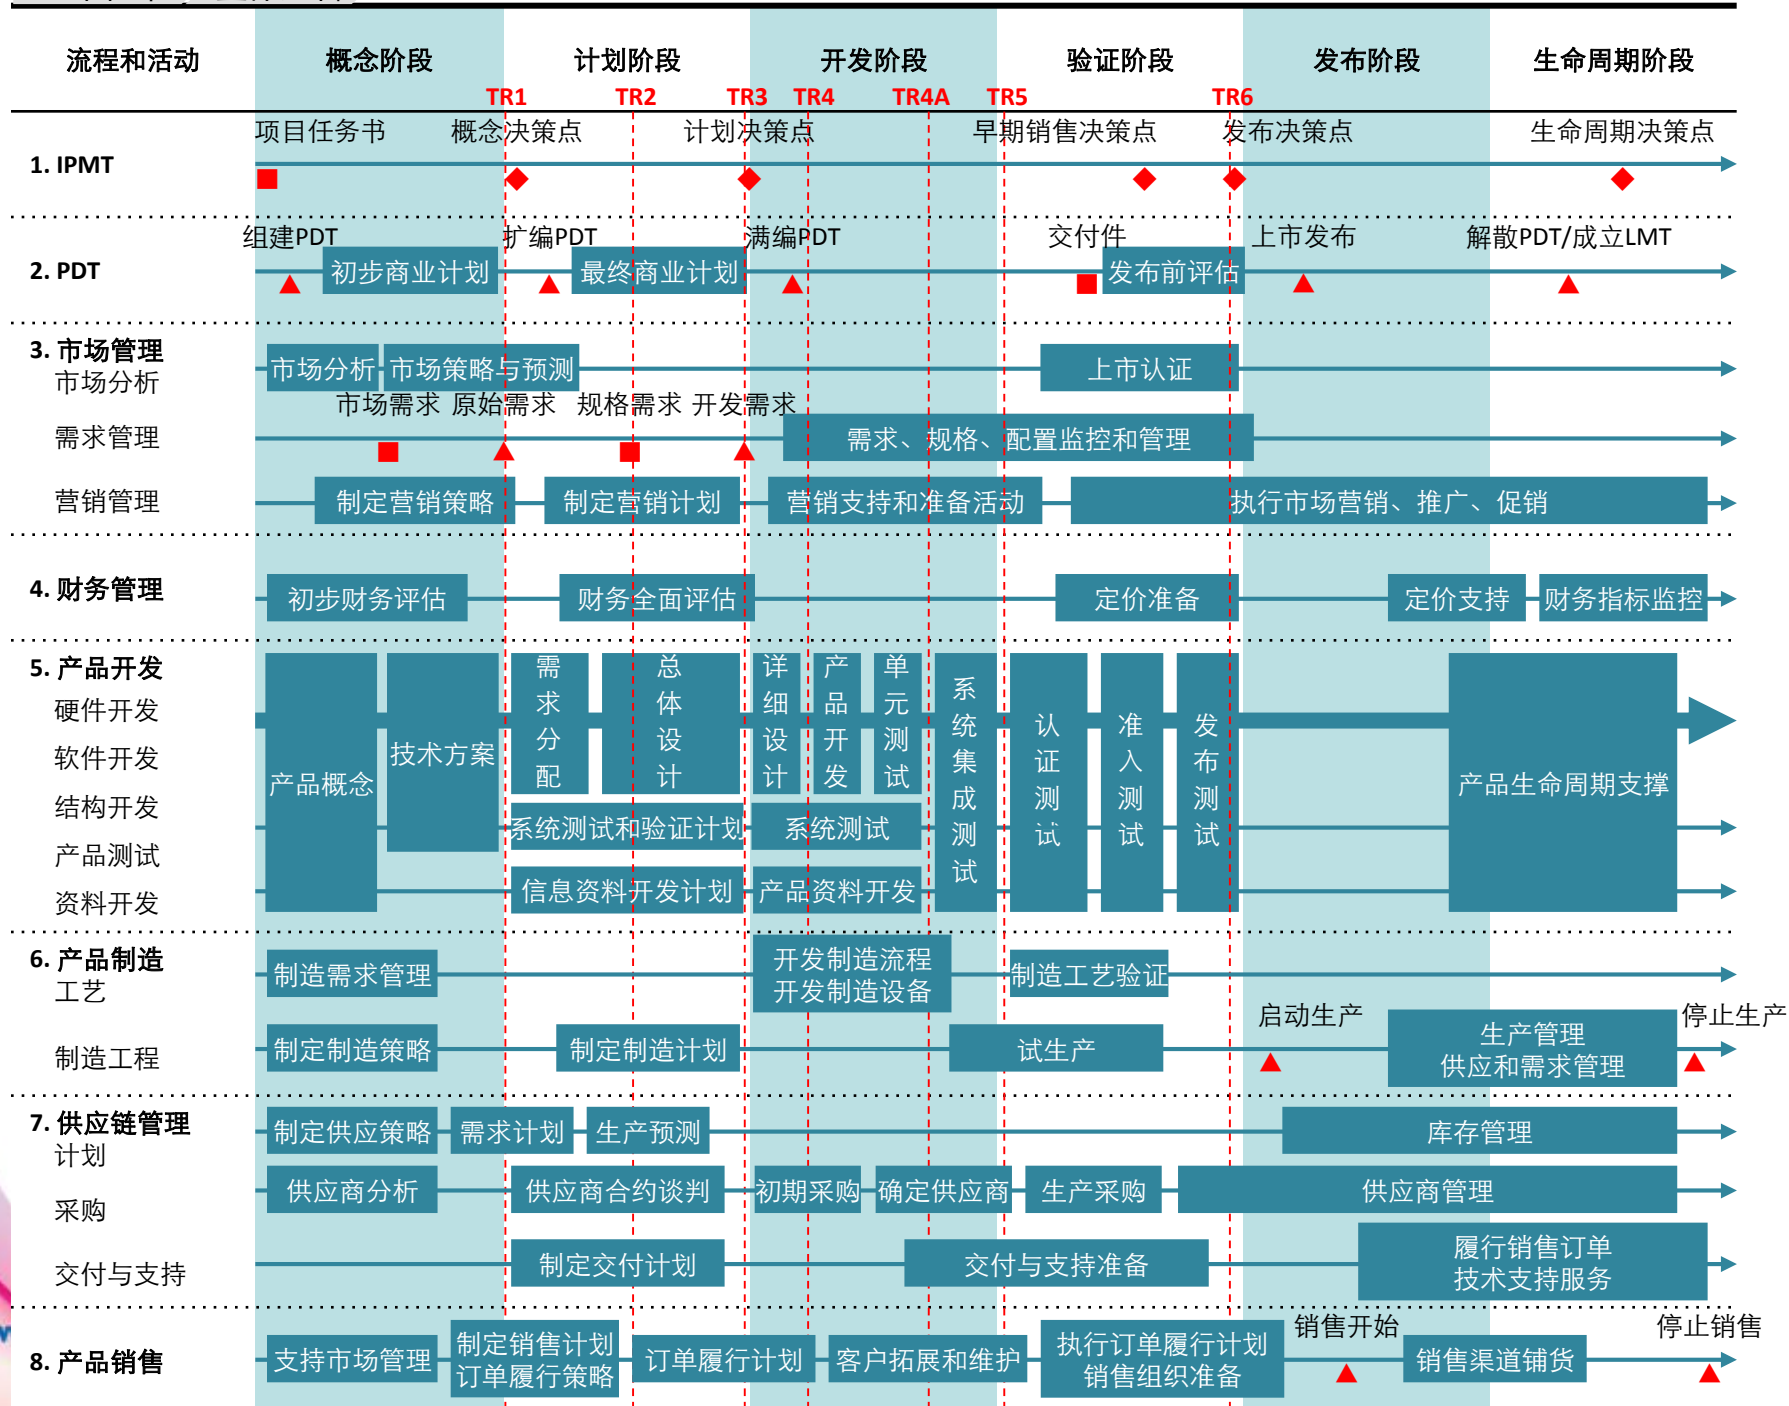 流程和活动 概念阶段 计划阶段 开发阶段 验证阶段 发布阶段 生命周期阶段
TR1 TR2 TR3 TR4 TR4A TR5 TR6
项目任务书 概念决策点 计划决策点 早期销售决策点 发布决策点 生命周期决策点
1. IPMT
组建PDT 扩编PDT 满编PDT 交付件 上市发布 解散PDT/成立LMT
2. PDT 初步商业计划 最终商业计划 发布前评估
3. 市场管理
市场分析 市场分析 市场策略与预测 上市认证
市场需求 原始需求 规格需求 开发需求
需求管理 需求、规格、配置监控和管理
营销管理 制定营销策略 制定营销计划 营销支持和准备活动 执行市场营销、推广、促销
4. 财务管理 初步财务评估 财务全面评估 定价准备 定价支持 财务指标监控
5. 产品开发
硬件开发
软件开发
结构开发
产品测试
资料开发
产品概念
技术方案
需求分配
总体设计
详细设计
产品开发
单元测试
系统集成测试
认证测试
准入测试
发布测试
产品生命周期支撑
系统测试和验证计划 系统测试
信息资料开发计划 产品资料开发
6. 产品制造
工艺 制造需求管理 开发制造流程
开发制造设备 制造工艺验证
启动生产 停止生产
制造工程 制定制造策略 制定制造计划 试生产 生产管理
供应和需求管理
7. 供应链管理
计划 制定供应策略 需求计划 生产预测 库存管理
采购 供应商分析 供应商合约谈判 初期采购 确定供应商 生产采购 供应商管理
交付与支持 制定交付计划 交付与支持准备 履行销售订单
技术支持服务
销售开始 停止销售
8. 产品销售 支持市场管理 制定销售计划
订单履行策略 订单履行计划 客户拓展和维护 执行订单履行计划
销售组织准备 销售渠道铺货